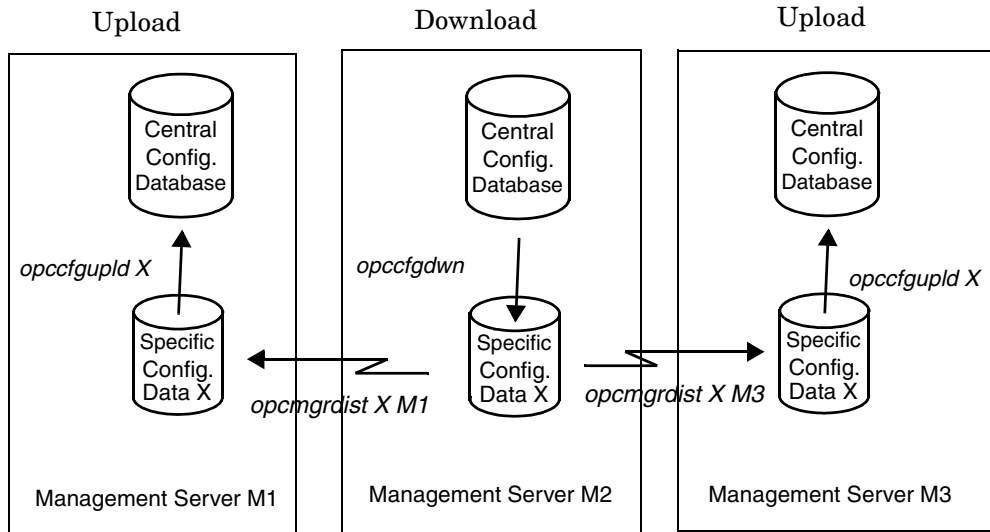 Upload
Download
Upload
Central
Config.
Database
Central
Config.
Database
Central
Config.
Database
opccfgupld X
opccfgdwn
opccfgupld X
Specific
Config.
Data X
Specific
Config.
Data X
Specific
Config.
Data X
opcmgrdist X M1
opcmgrdist X M3
Management Server M1
Management Server M2
Management Server M3